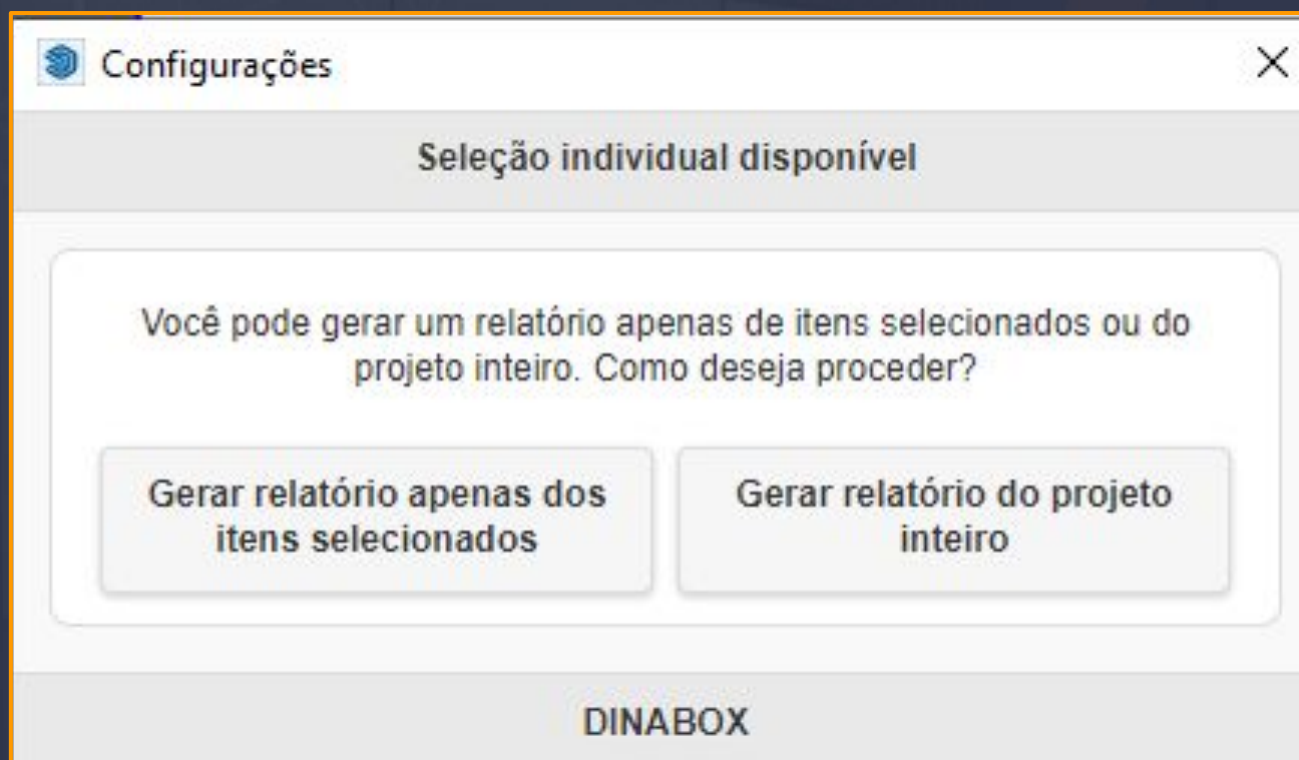 Configurações
Seleção individual disponível
Você pode gerar um relatório apenas de itens selecionados ou do
projeto inteiro. Como deseja proceder?
Gerar relatório apenas dos
itens selecionados
Gerar relatório do projeto
inteiro
DINABOX